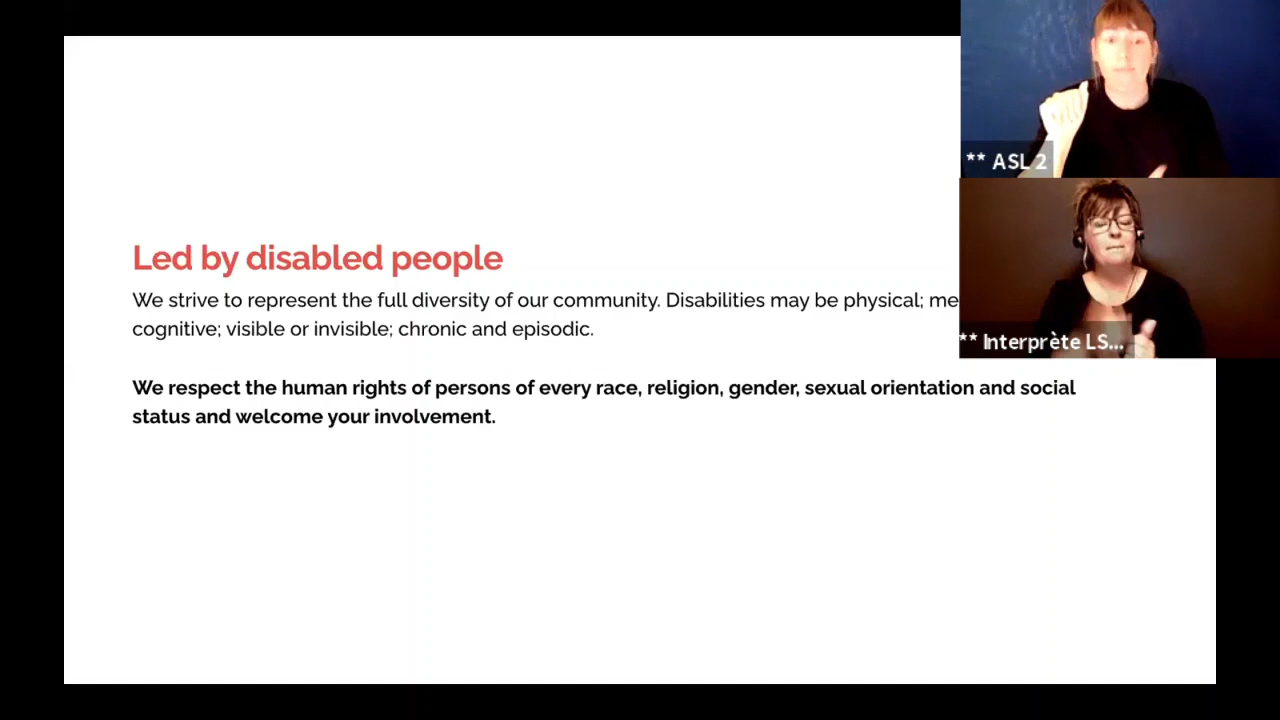 Led by disabled people
We strive to represent the full diversity of our community. Disabilities may be physical;
cognitive; visible or invisible; chronic and episodic.
We respect the human rights of persons of every race, religion, gender, sexual orientation and social
status and welcome your involvement.
** ASL 2
** Interprète LS...